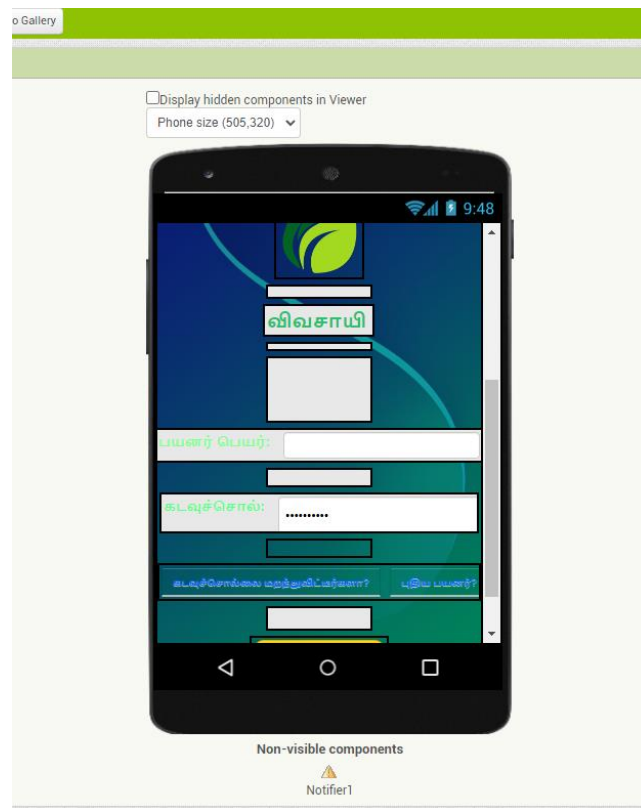 o Gallery
Display hidden components in Viewer
Phone size (505,320)
9:48
விவசாயி
பயனர் பெயர்:
கடவுச்சொல்:
கடவுச்சொல்லை மறந்துவிட்டீர்களா? புதிய பயனர்?
Non-visible components
Notifier1